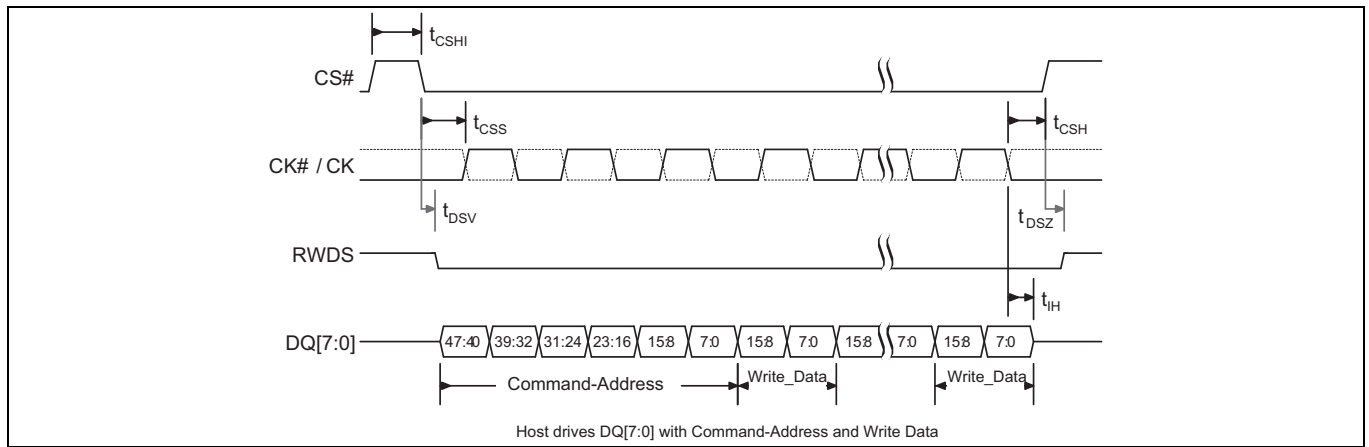 tCSHI
CS#
tCSS
tCSH
CK# / CK
tDSV
tDSZ
RWDS
tIH
DQ[7:0] 47:40 39:32 31:24 23:16 15:8 7:0 15:8 7:0 15:8 7:0 15:8 7:0
Command-Address Write_Data Write_Data
Host drives DQ[7:0] with Command-Address and Write Data